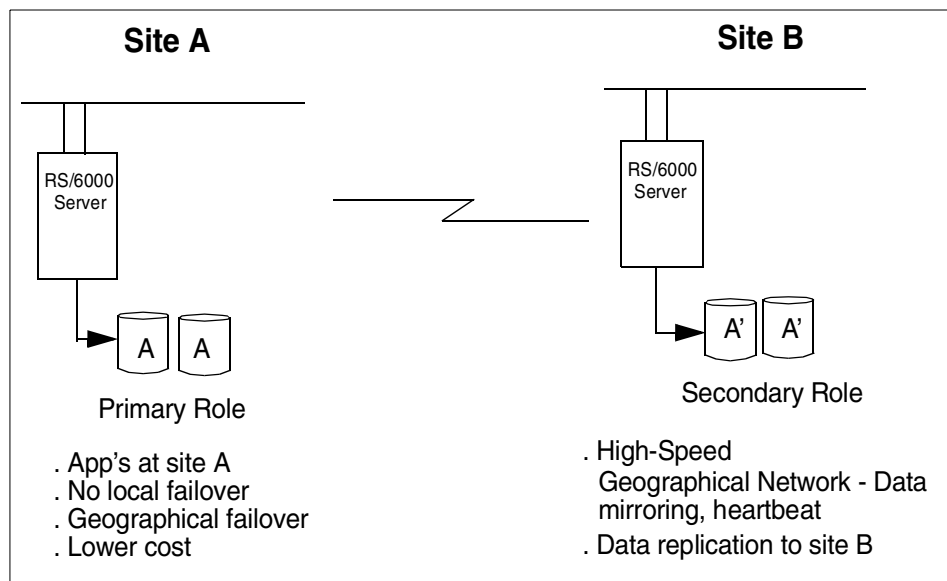 Site A
RS/6000
Server
A A
Primary Role
. App's at site A
. No local failover
. Geographical failover
. Lower cost
Site B
RS/6000
Server
A' A'
Secondary Role
. High-Speed
Geographical Network - Data
mirroring, heartbeat
. Data replication to site B